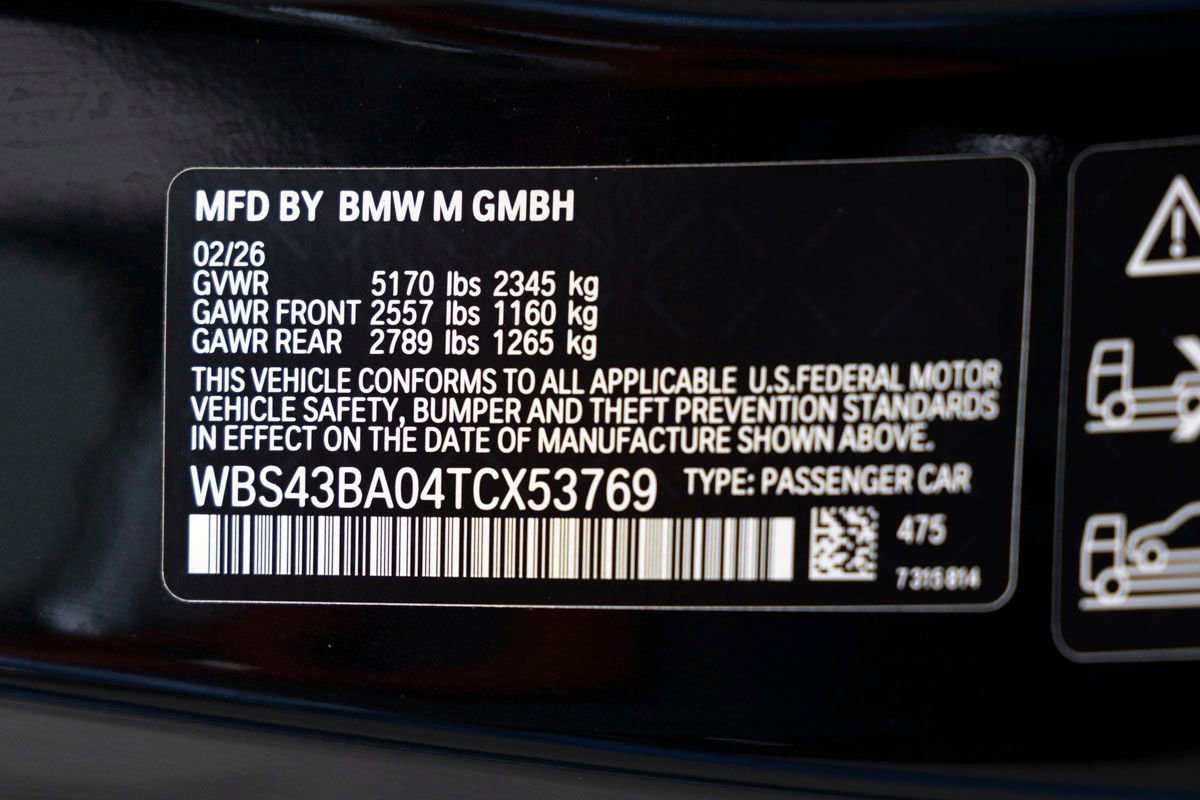 MFD BY BMW M GMBH
02/26
GVWR 5170 lbs 2345 kg
GAWR FRONT 2557 lbs 1160 kg
GAWR REAR 2789 lbs 1265 kg
THIS VEHICLE CONFORMS TO ALL APPLICABLE U.S.FEDERAL MOTOR
VEHICLE SAFETY, BUMPER AND THEFT PREVENTION STANDARDS
IN EFFECT ON THE DATE OF MANUFACTURE SHOWN ABOVE.
WBS43BA04TCX53769 TYPE: PASSENGER CAR
475
7315814